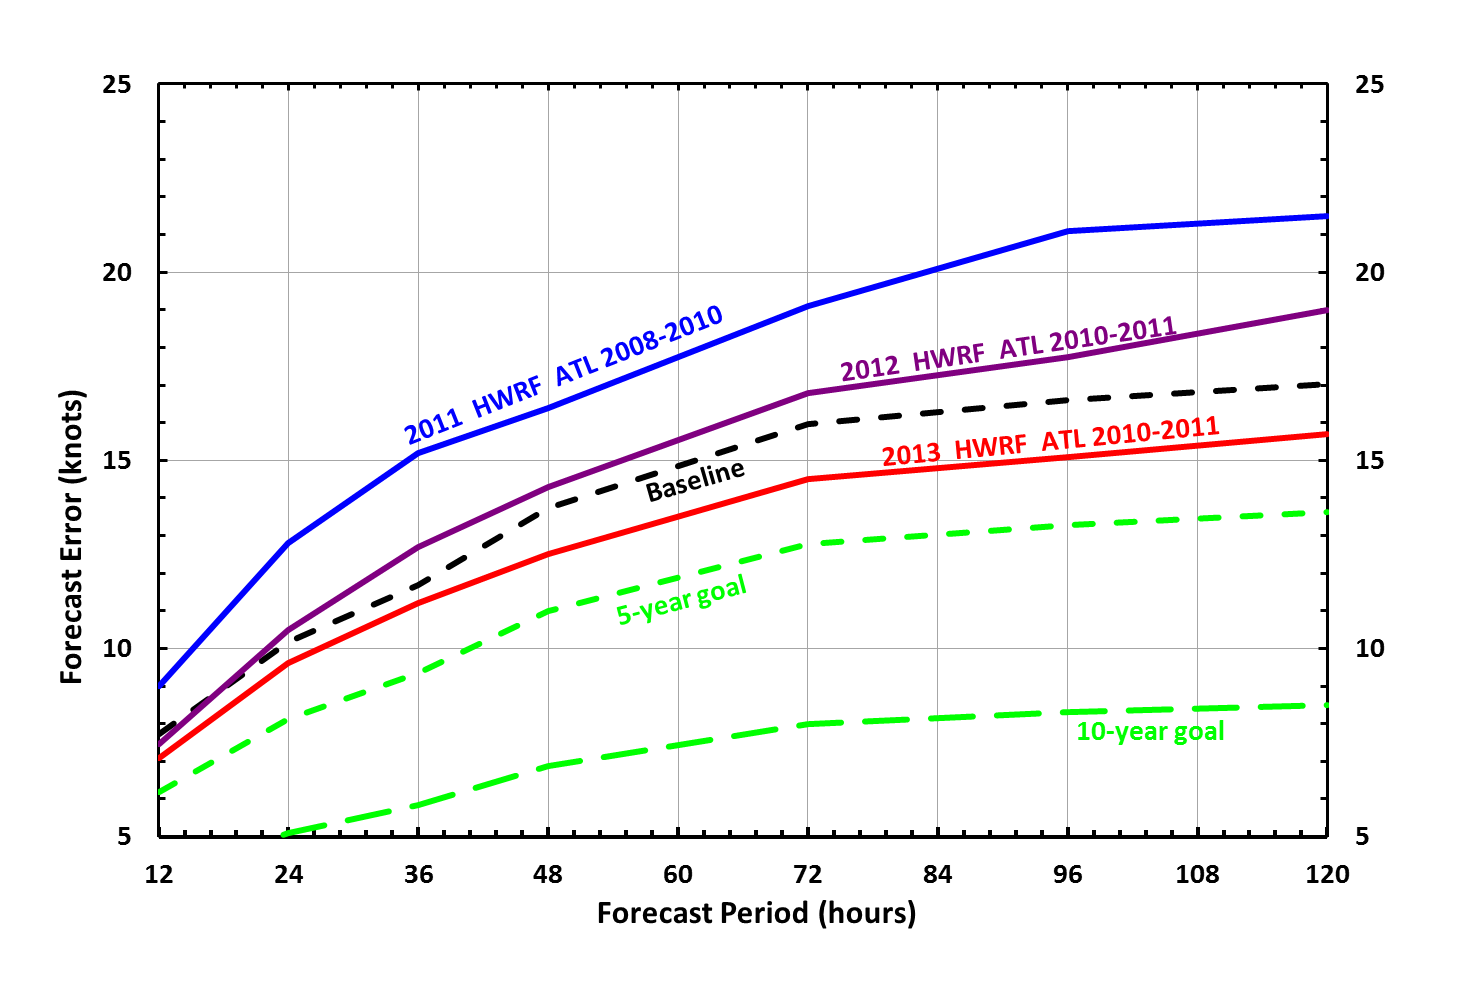 25
25
20
20
2011 HWRF ATL 2008-2010
2012 HWRF ATL 2010-2011
2013 HWRF ATL 2010-2011
15
15
Baseline
5-year goal
10
10
10-year goal
5
5
Forecast Error (knots)
12 24 36 48 60 72 84 96 108 120
Forecast Period (hours)